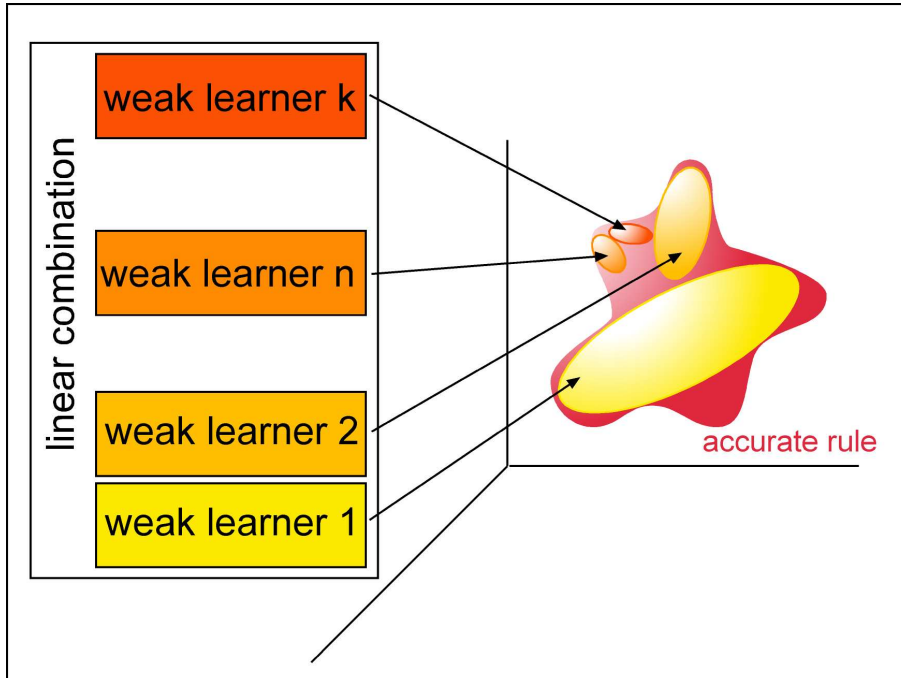 linear combination
weak learner k
weak learner n
weak learner 2
weak learner 1
accurate rule